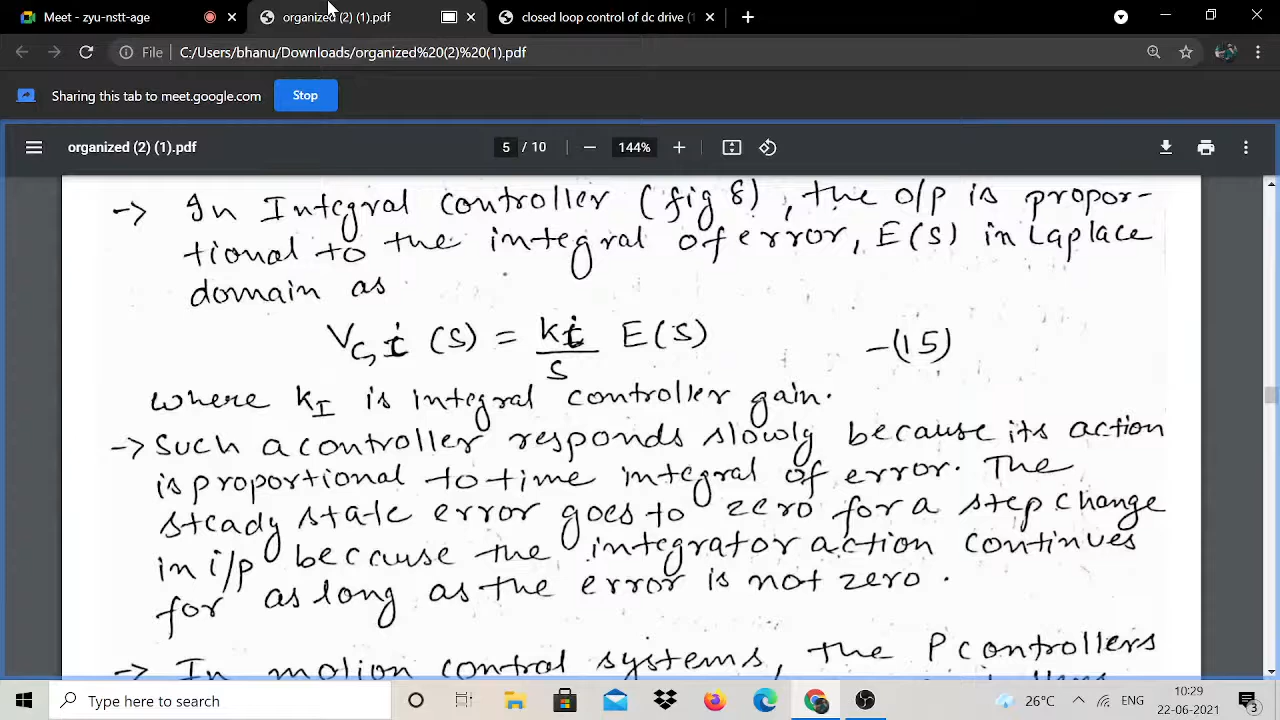 Meet - zyu-nstt-age
organized (2) (1).pdf
closed loop control of dc drive (1
File
C:/Users/bhanu/Downloads/organized%20(2)%20(1).pdf
Sharing this tab to meet.google.com
Stop
organized (2) (1).pdf
5 / 10
144%
-> In Integral controller (fig 8), the o/p is propor-
tional to the integral of error, E(s) in Laplace
domain as
Vc,i (s) = ki/s E(s) -(15)
where kI is integral controller gain.
-> Such a controller responds slowly because its action
is proportional to time integral of error. The
steady state error goes to zero for a step change
in i/p because the integrator action continues
for as long as the error is not zero.
-> In motion control systems, the P controllers
Type here to search
26°C
ENG
10:29
22-06-2021
3